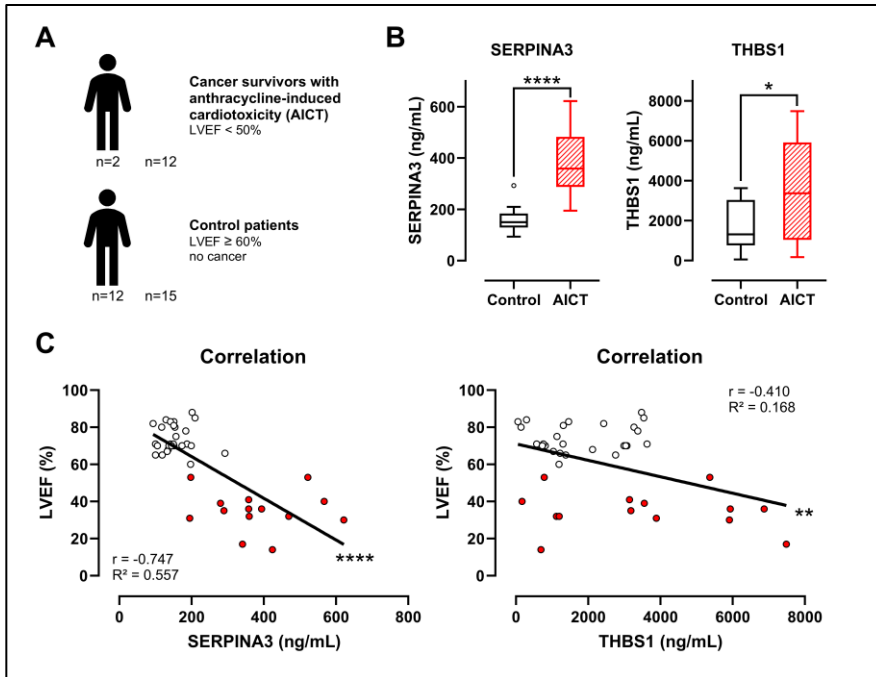 A
Cancer survivors with
anthracycline-induced
cardiotoxicity (AICT)
LVEF < 50%
n=2 n=12
Control patients
LVEF ≥ 60%
no cancer
n=12 n=15
B
SERPINA3
****
SERPINA3 (ng/mL)
600
400
200
0
Control AICT
THBS1
*
THBS1 (ng/mL)
8000
6000
4000
2000
0
Control AICT
C
Correlation
LVEF (%)
100
80
60
40
20
0
r = -0.747
R² = 0.557
****
0 200 400 600 800
SERPINA3 (ng/mL)
Correlation
r = -0.410
R² = 0.168
LVEF (%)
100
80
60
40
20
0
**
0 2000 4000 6000 8000
THBS1 (ng/mL)